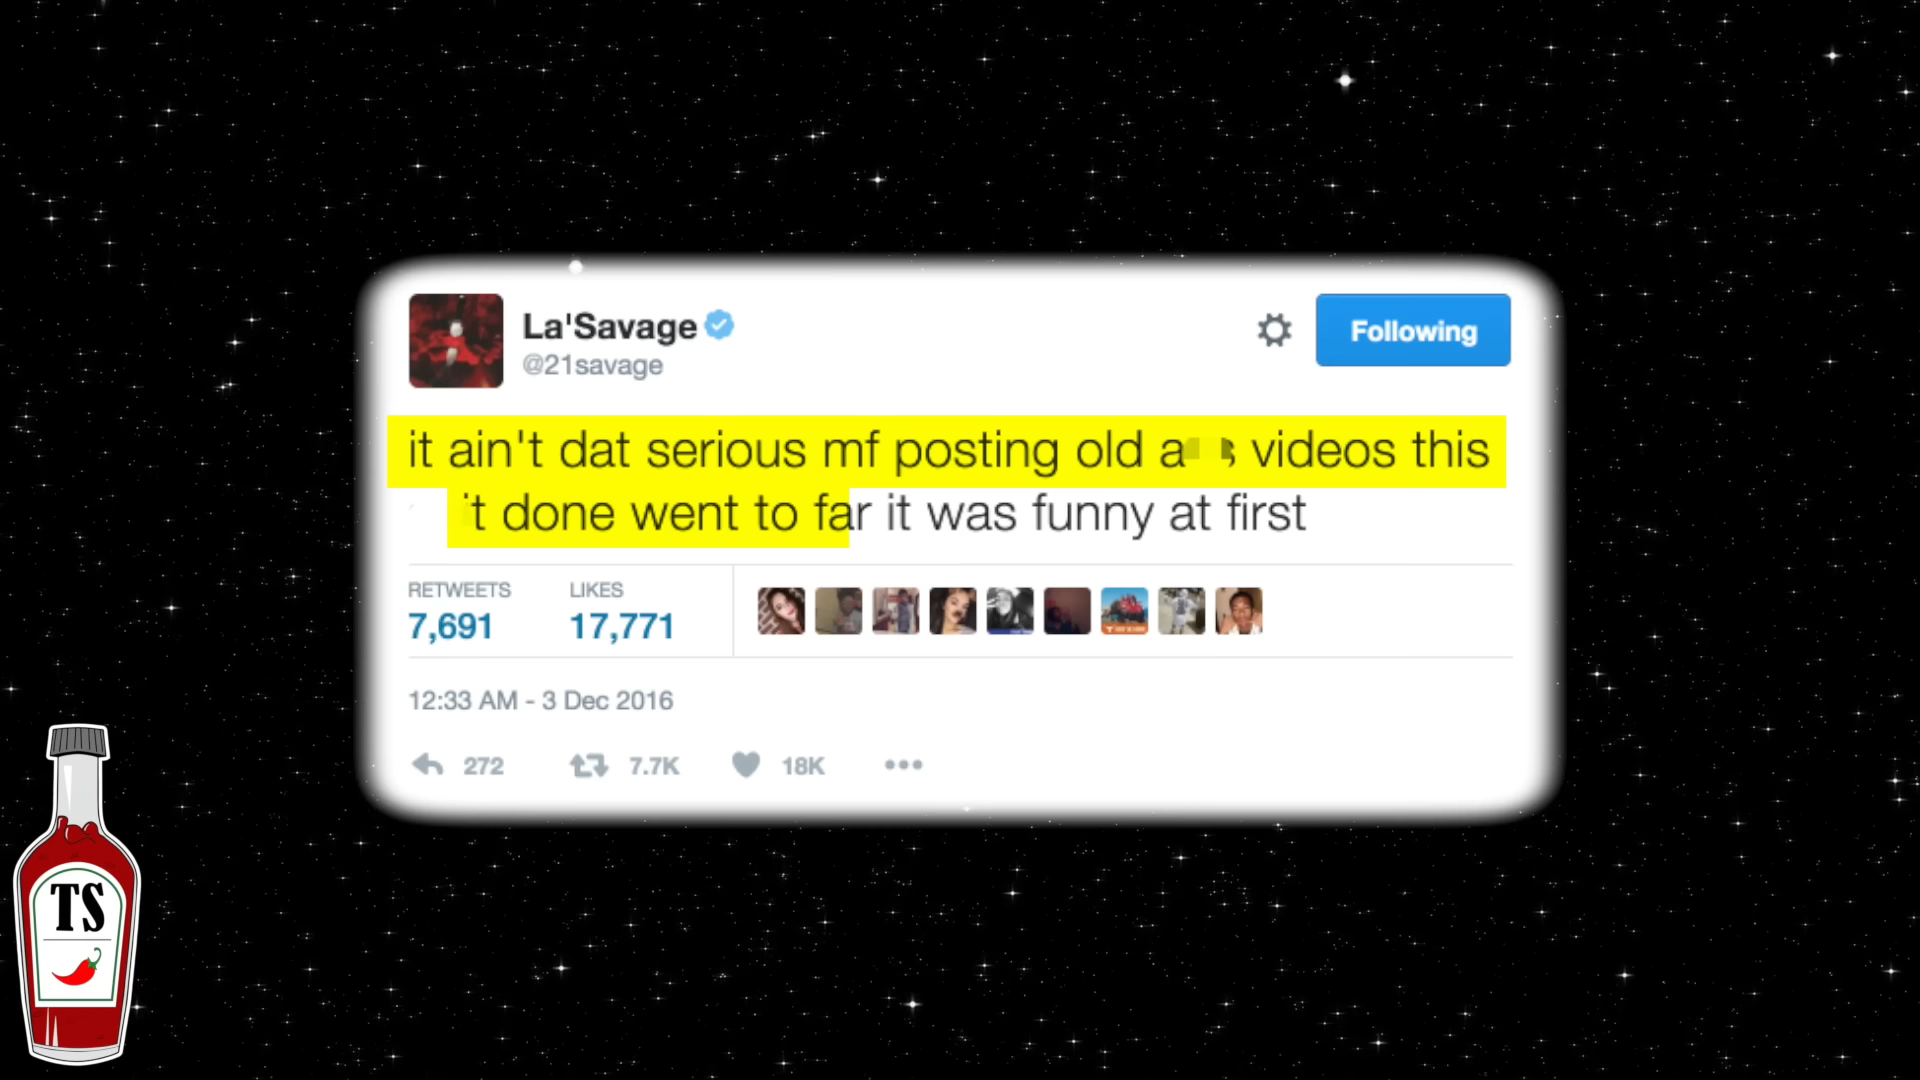 La'Savage
@21savage
Following
it ain't dat serious mf posting old videos this
done went to far it was funny at first
RETWEETS
7,691
LIKES
17,771
12:33 AM - 3 Dec 2016
272
7.7K
18K
TS